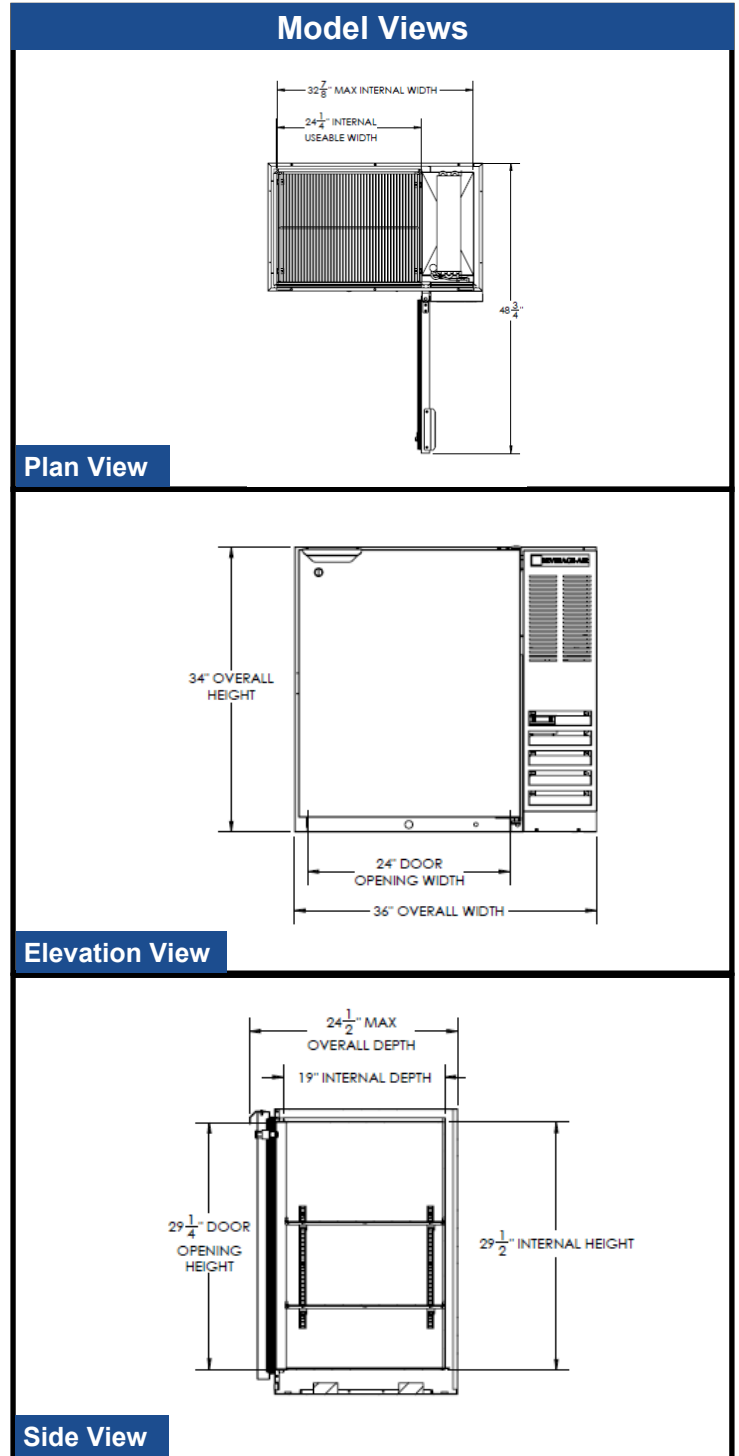 Model Views
32 7/8" MAX INTERNAL WIDTH
24 1/4" INTERNAL
USEABLE WIDTH
48 3/4"
Plan View
BEVERAGE-AIR
34" OVERALL
HEIGHT
24" DOOR
OPENING WIDTH
36" OVERALL WIDTH
Elevation View
24 1/2" MAX
OVERALL DEPTH
19" INTERNAL DEPTH
29 1/4" DOOR
OPENING
HEIGHT
29 1/2" INTERNAL HEIGHT
Side View